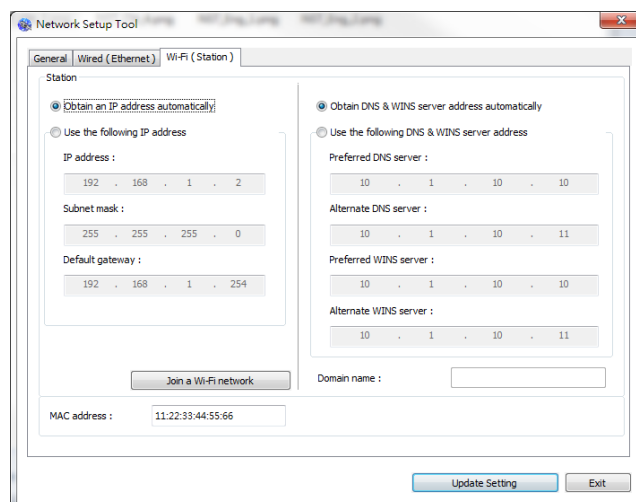 Network Setup Tool
General
Wired ( Ethernet )
Wi-Fi ( Station )
Station
Obtain an IP address automatically
Use the following IP address
IP address :
192 . 168 . 1 . 2
Subnet mask :
255 . 255 . 255 . 0
Default gateway :
192 . 168 . 1 . 254
Join a Wi-Fi network
Obtain DNS & WINS server address automatically
Use the following DNS & WINS server address
Preferred DNS server :
10 . 1 . 10 . 10
Alternate DNS server :
10 . 1 . 10 . 11
Preferred WINS server :
10 . 1 . 10 . 10
Alternate WINS server :
10 . 1 . 10 . 11
Domain name :
MAC address :
11:22:33:44:55:66
Update Setting
Exit